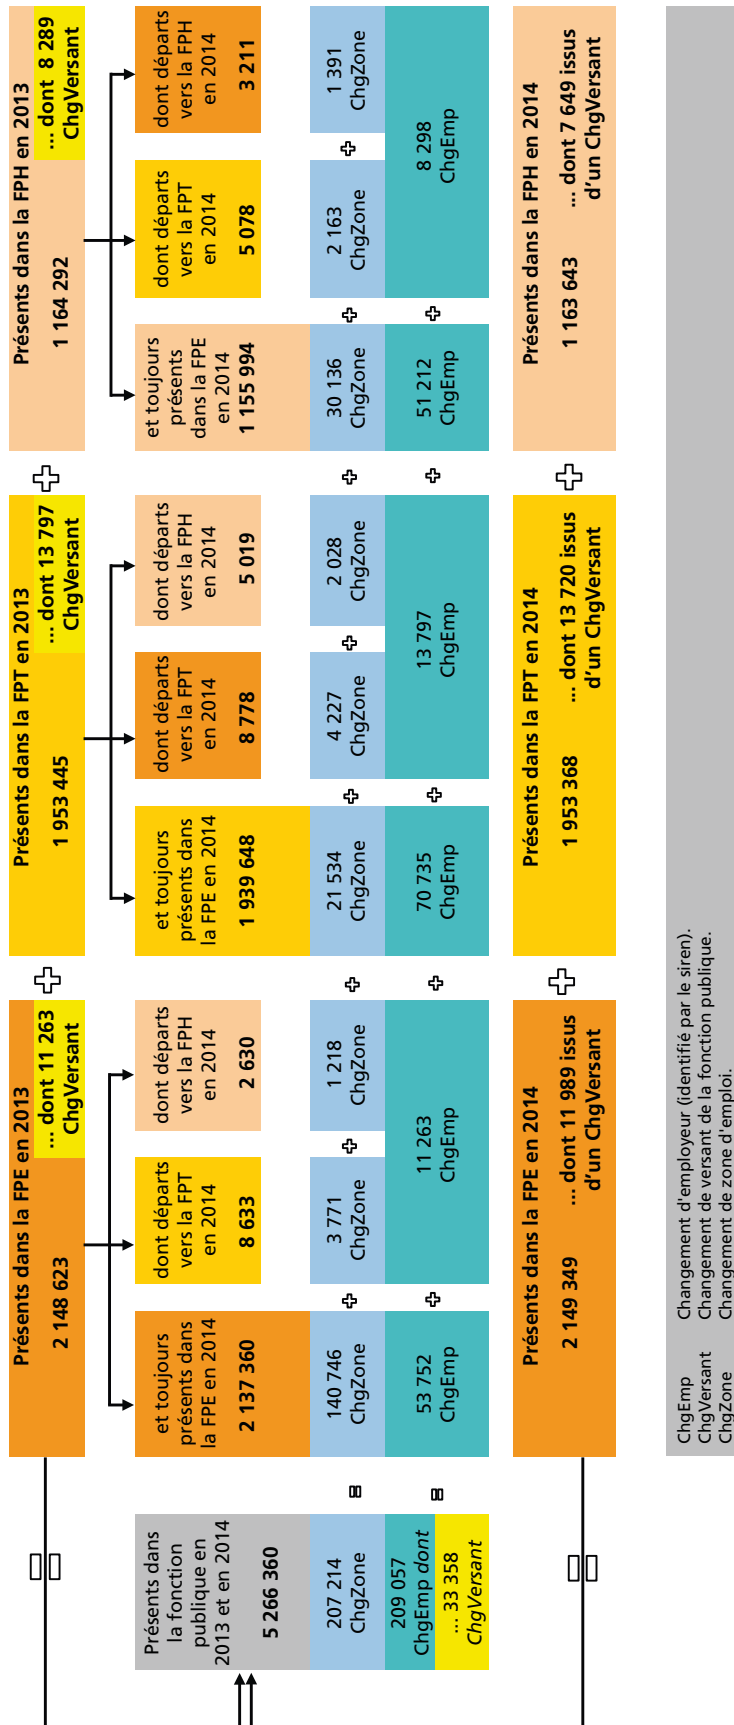 Présents dans
la fonction
publique en
2013 et en 2014
5 266 360
207 214
ChgZone
209 057
ChgEmp dont
... 33 358
ChgVersant
Présents dans la FPE en 2013
2 148 623
... dont 11 263
ChgVersant
et toujours
présents dans
la FPE en 2014
2 137 360
dont départs
vers la FPT
en 2014
8 633
dont départs
vers la FPH
en 2014
2 630
140 746
ChgZone
3 771
ChgZone
1 218
ChgZone
53 752
ChgEmp
11 263
ChgEmp
Présents dans la FPE en 2014
2 149 349
... dont 11 989 issus
d'un ChgVersant
Présents dans la FPT en 2013
1 953 445
... dont 13 797
ChgVersant
et toujours
présents dans
la FPE en 2014
1 939 648
dont départs
vers la FPT
en 2014
8 778
dont départs
vers la FPH
en 2014
5 019
21 534
ChgZone
4 227
ChgZone
2 028
ChgZone
70 735
ChgEmp
13 797
ChgEmp
Présents dans la FPT en 2014
1 953 368
... dont 13 720 issus
d'un ChgVersant
Présents dans la FPH en 2013
1 164 292
... dont 8 289
ChgVersant
et toujours
présents
dans la FPE
en 2014
1 155 994
dont départs
vers la FPT
en 2014
5 078
dont départs
vers la FPH
en 2014
3 211
30 136
ChgZone
2 163
ChgZone
1 391
ChgZone
51 212
ChgEmp
8 298
ChgEmp
Présents dans la FPH en 2014
1 163 643
... dont 7 649 issus
d'un ChgVersant
ChgEmp Changement d'employeur (identifié par le siren).
ChgVersant Changement de versant de la fonction publique.
ChgZone Changement de zone d'emploi.